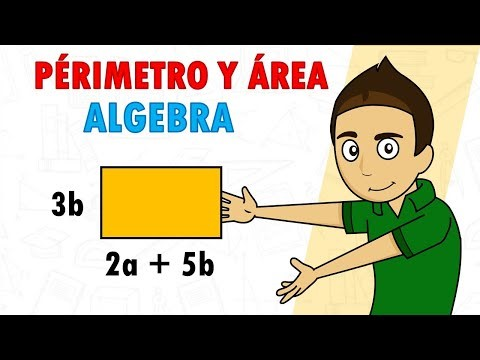 PÉRIMETRO Y ÁREA
ALGEBRA
3b
2a + 5b